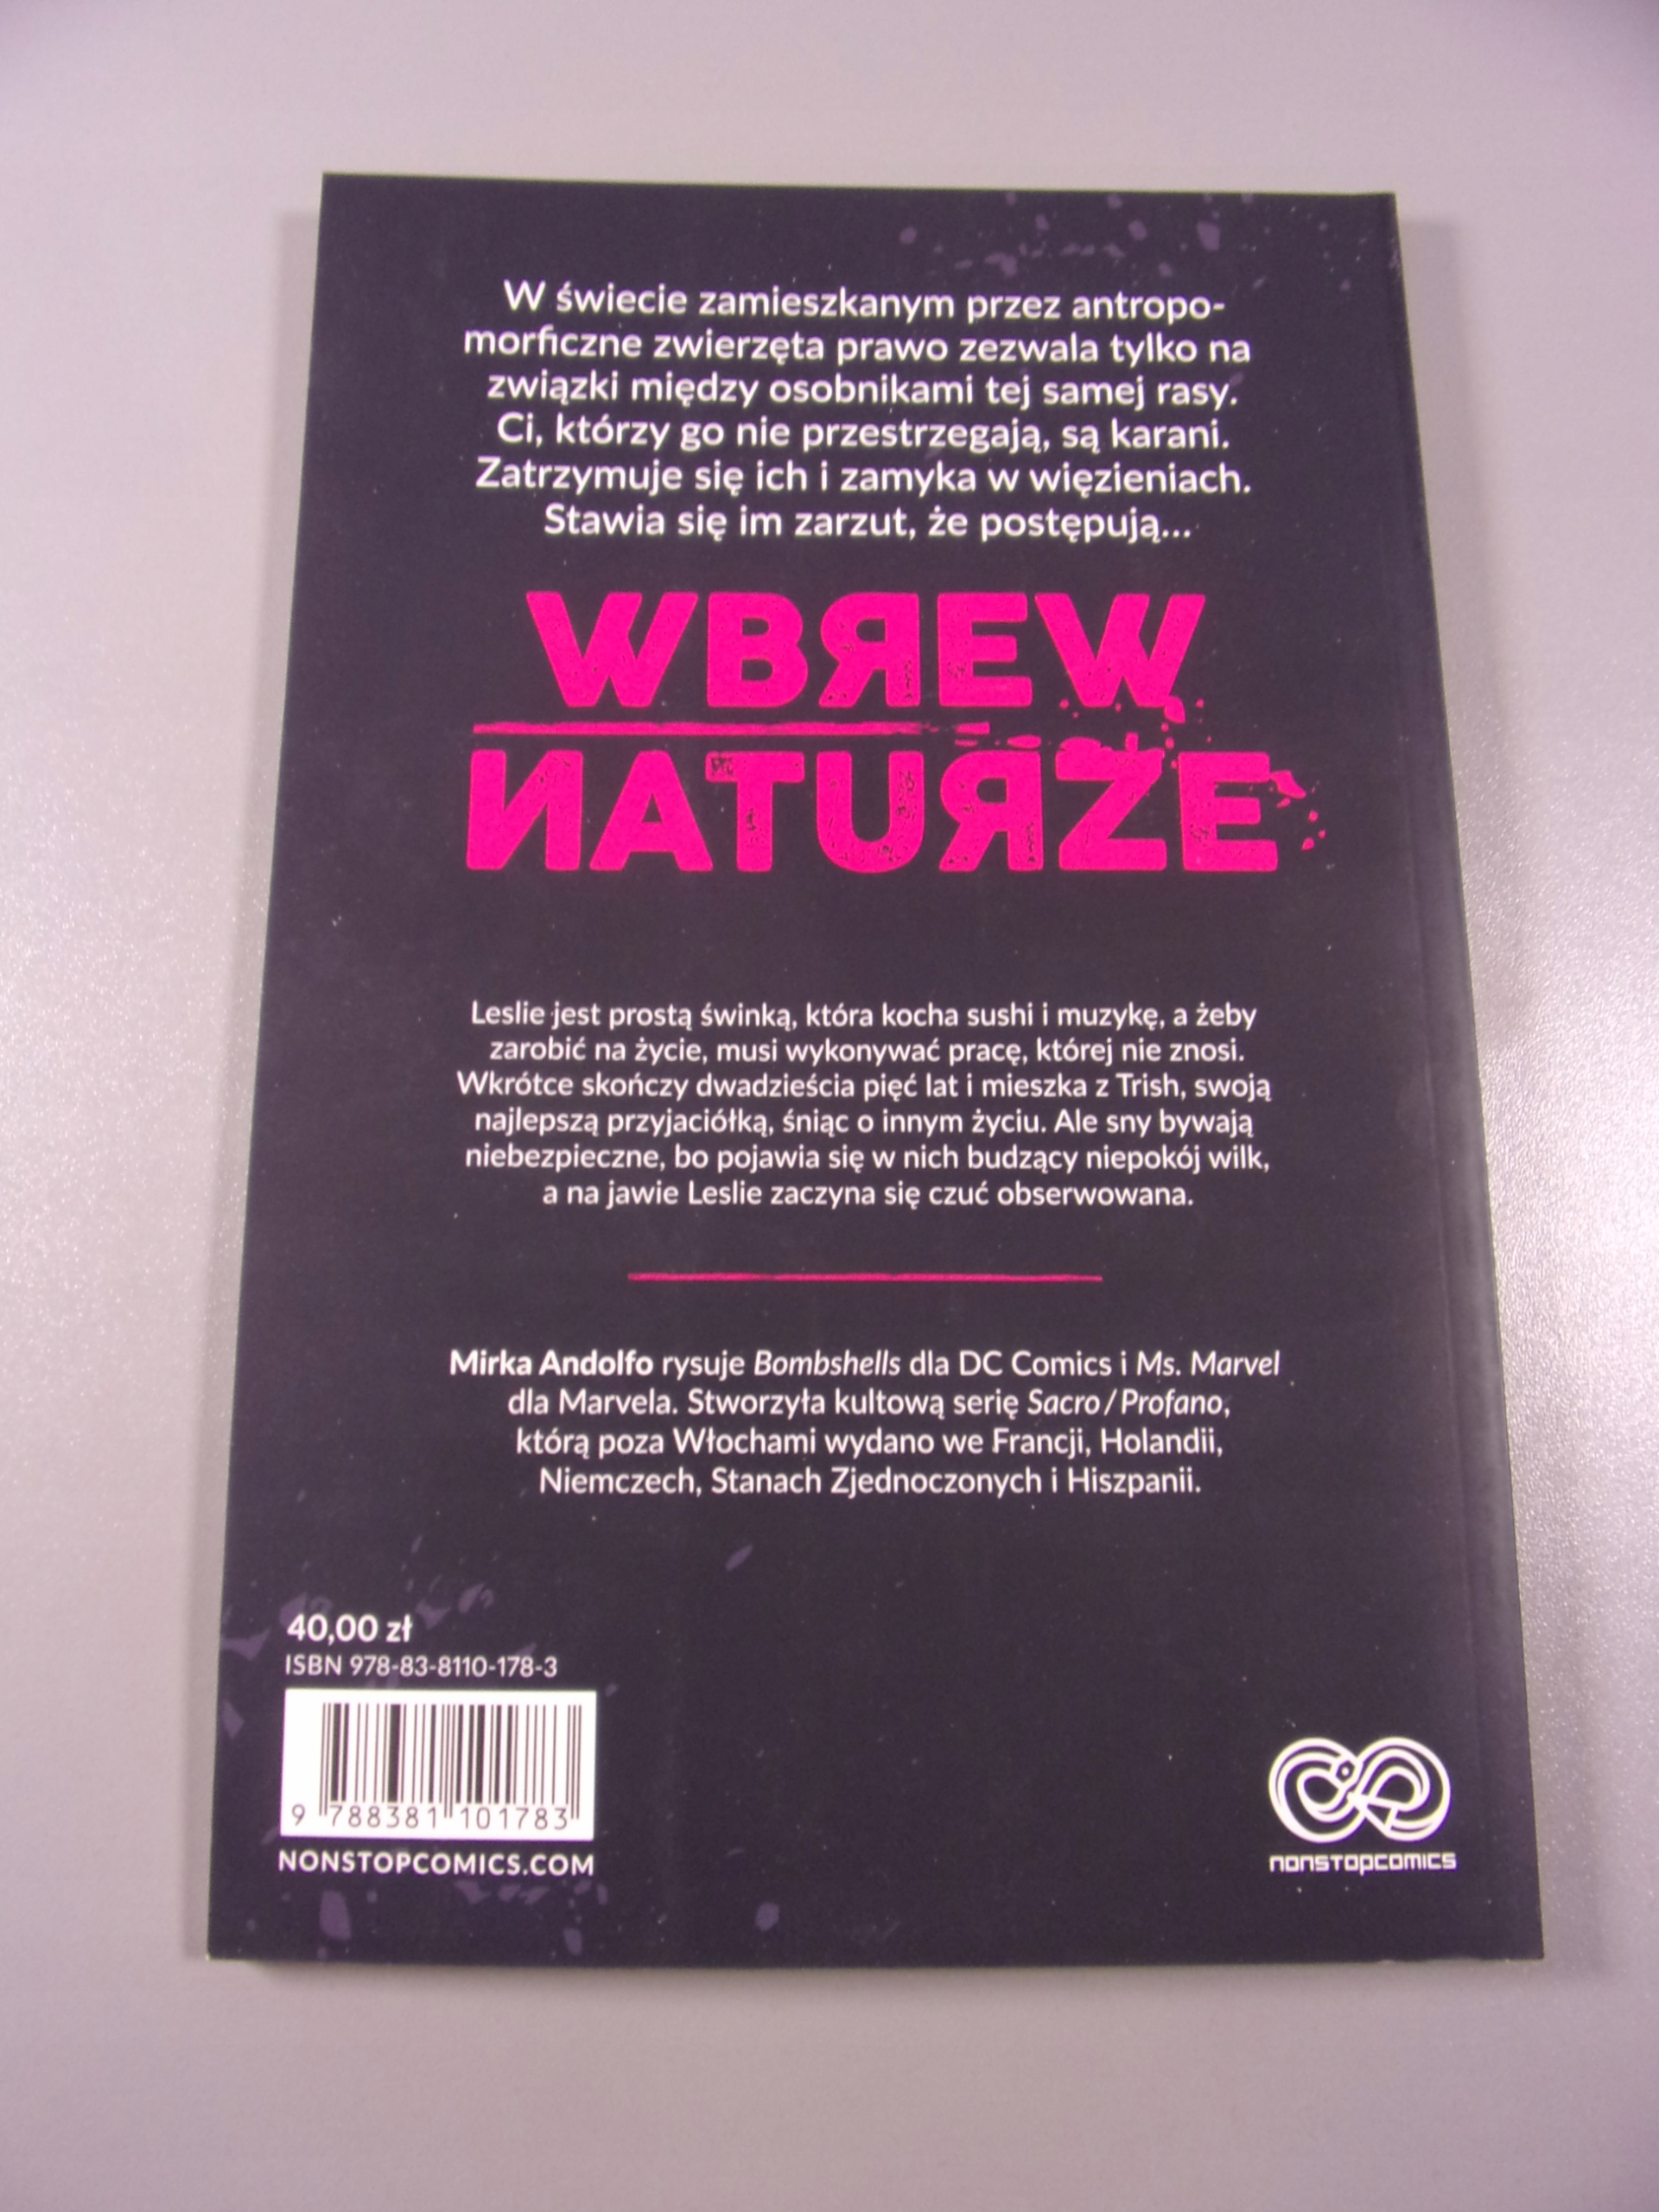 W świecie zamieszkanym przez antropo-
morficzne zwierzęta prawo zezwala tylko na
związki między osobnikami tej samej rasy.
Ci, którzy go nie przestrzegają, są karani.
Zatrzymuje się ich i zamyka w więzieniach.
Stawia się im zarzut, że postępują...
WBREW
NATURZE
Leslie jest prostą świnką, która kocha sushi i muzykę, a żeby
zarobić na życie, musi wykonywać pracę, której nie znosi.
Wkrótce skończy dwadzieścia pięć lat i mieszka z Trish, swoją
najlepszą przyjaciółką, śniąc o innym życiu. Ale sny bywają
niebezpieczne, bo pojawia się w nich budzący niepokój wilk,
a na jawie Leslie zaczyna się czuć obserwowana.
Mirka Andolfo rysuje Bombshells dla DC Comics i Ms. Marvel
dla Marvela. Stworzyła kultową serię Sacro/Profano,
którą poza Włochami wydano we Francji, Holandii,
Niemczech, Stanach Zjednoczonych i Hiszpanii.
40,00 zł
ISBN 978-83-8110-178-3
9 788381 101783
NONSTOPCOMICS.COM
nonstopcomics